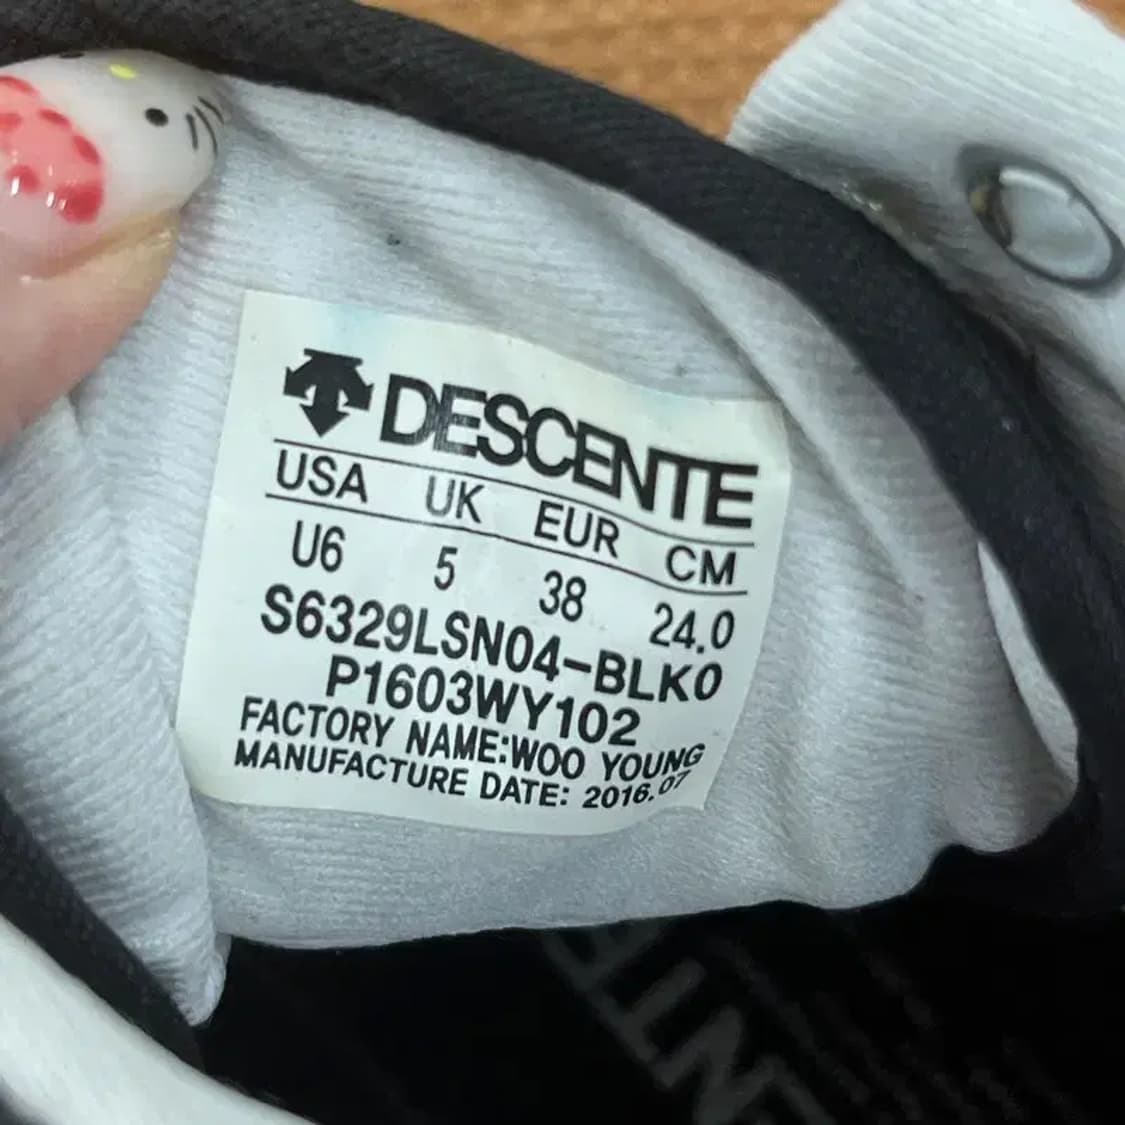 DESCENTE
USA UK EUR CM
U6 5 38 24.0
S6329LSN04-BLK0
P1603WY102
FACTORY NAME:WOO YOUNG
MANUFACTURE DATE: 2016.07